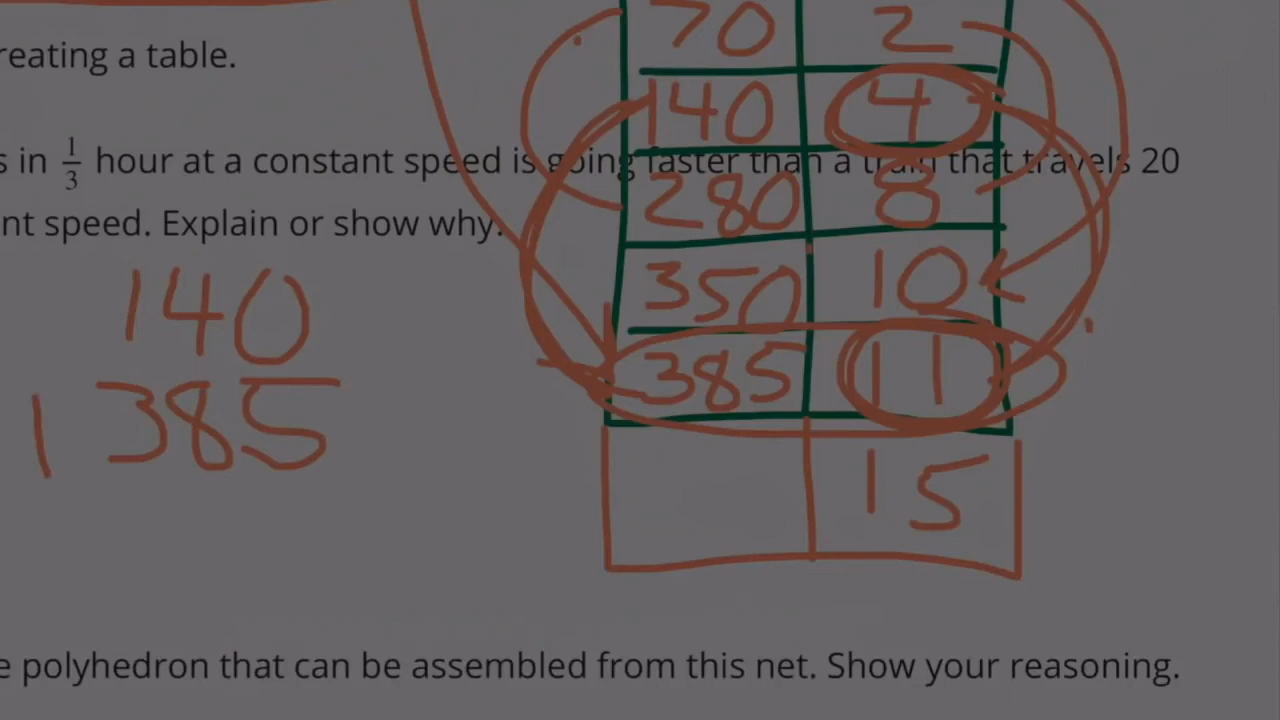 70 2
reating a table.
140 4
s in 1/3 hour at a constant speed is going faster than a train that travels 20
280 8
nt speed. Explain or show why.
350 10
140
385 11
1 385
15
e polyhedron that can be assembled from this net. Show your reasoning.